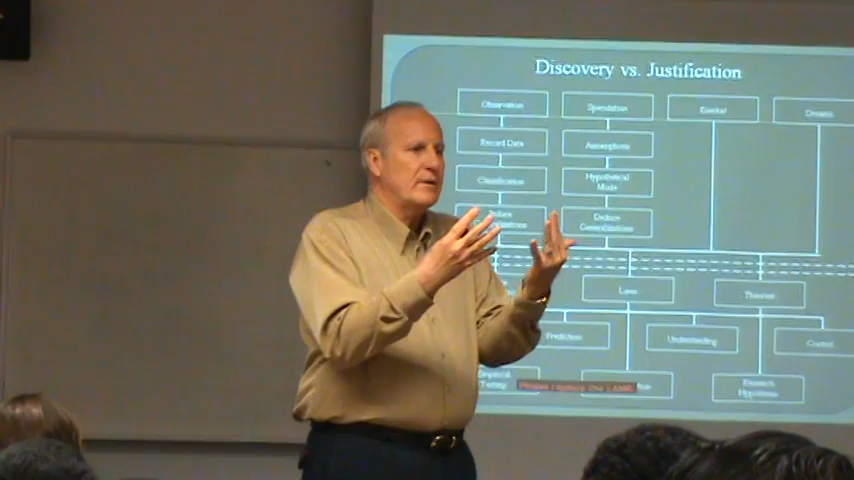 Discovery vs. Justification
Observation
Speculation
Eureka!
Dreams
Record Data
Assumptions
Classification
Hypothetical
Mode
Deduce
Generalizations
Laws
Theories
Prediction
Understanding
Control
Empirical
Testing
Research
Hypothesis